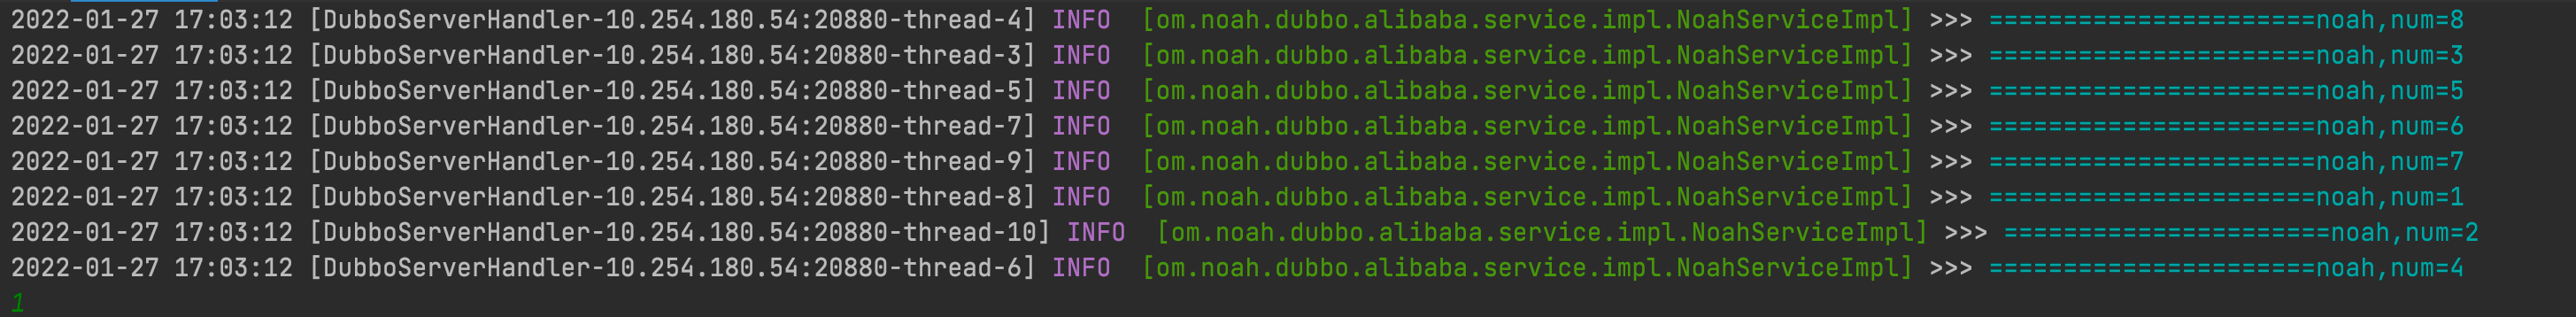 2022-01-27 17:03:12 [DubboServerHandler-10.254.180.54:20880-thread-4] INFO  [om.noah.dubbo.alibaba.service.impl.NoahServiceImpl] >>> ======================noah,num=8
2022-01-27 17:03:12 [DubboServerHandler-10.254.180.54:20880-thread-3] INFO  [om.noah.dubbo.alibaba.service.impl.NoahServiceImpl] >>> ======================noah,num=3
2022-01-27 17:03:12 [DubboServerHandler-10.254.180.54:20880-thread-5] INFO  [om.noah.dubbo.alibaba.service.impl.NoahServiceImpl] >>> ======================noah,num=5
2022-01-27 17:03:12 [DubboServerHandler-10.254.180.54:20880-thread-7] INFO  [om.noah.dubbo.alibaba.service.impl.NoahServiceImpl] >>> ======================noah,num=6
2022-01-27 17:03:12 [DubboServerHandler-10.254.180.54:20880-thread-9] INFO  [om.noah.dubbo.alibaba.service.impl.NoahServiceImpl] >>> ======================noah,num=7
2022-01-27 17:03:12 [DubboServerHandler-10.254.180.54:20880-thread-8] INFO  [om.noah.dubbo.alibaba.service.impl.NoahServiceImpl] >>> ======================noah,num=1
2022-01-27 17:03:12 [DubboServerHandler-10.254.180.54:20880-thread-10] INFO  [om.noah.dubbo.alibaba.service.impl.NoahServiceImpl] >>> ======================noah,num=2
2022-01-27 17:03:12 [DubboServerHandler-10.254.180.54:20880-thread-6] INFO  [om.noah.dubbo.alibaba.service.impl.NoahServiceImpl] >>> ======================noah,num=4
1